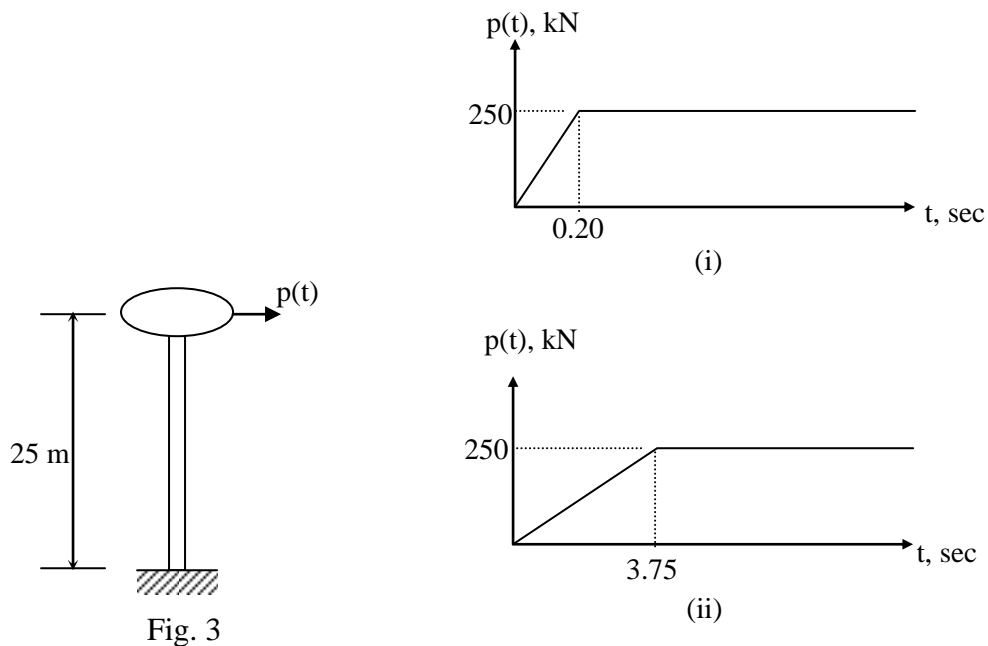 p(t), kN
250
0.20
t, sec
(i)
p(t)
25 m
Fig. 3
p(t), kN
250
3.75
t, sec
(ii)